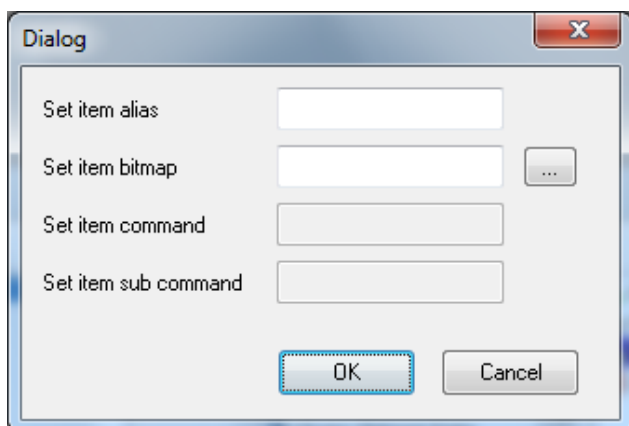 Dialog
Set item alias
Set item bitmap
...
Set item command
Set item sub command
OK
Cancel